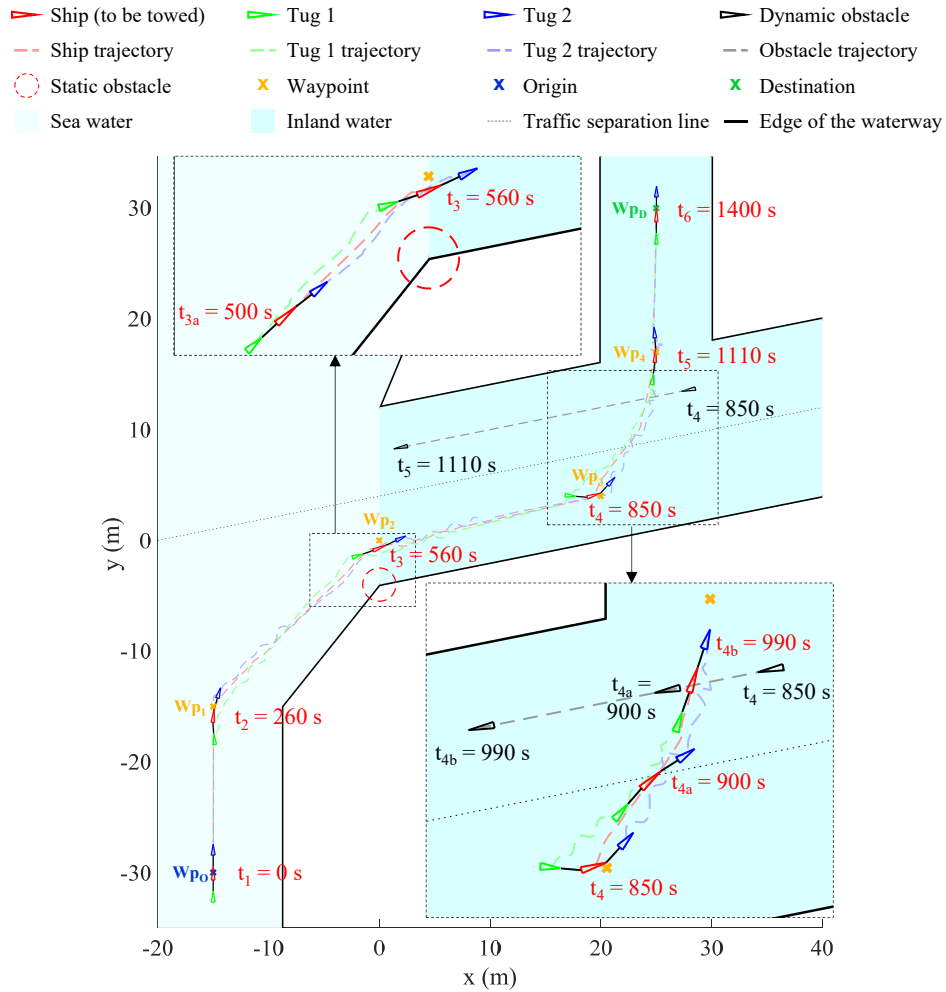 Ship (to be towed) Tug 1 Tug 2 Dynamic obstacle
Ship trajectory Tug 1 trajectory Tug 2 trajectory Obstacle trajectory
Static obstacle Waypoint Origin Destination
Sea water Inland water Traffic separation line Edge of the waterway
t3 = 560 s
t3a = 500 s
30
WpD
t6 = 1400 s
20
Wp4
t5 = 1110 s
t4 = 850 s
10
t5 = 1110 s
Wp3
t4 = 850 s
Wp2
0
t3 = 560 s
y (m)
-10
t4b = 990 s
t4a =
900 s
t4 = 850 s
Wp1
t2 = 260 s
t4b = 990 s
-20
t4a = 900 s
WpO
t1 = 0 s
-30
t4 = 850 s
-20 -10 0 10 20 30 40
x (m)